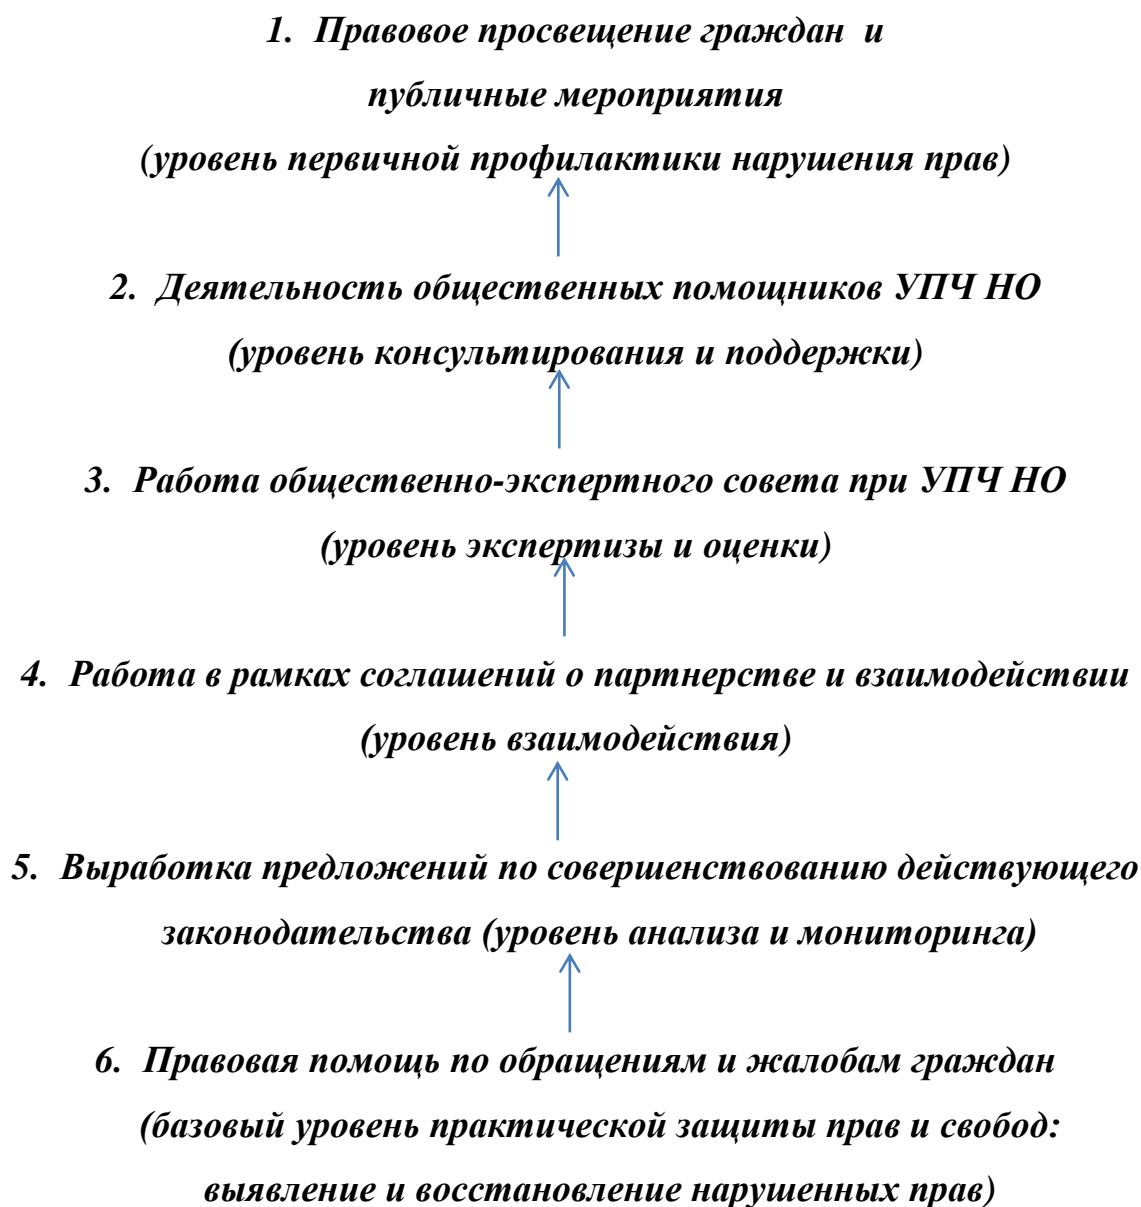 1. Правовое просвещение граждан и
публичные мероприятия
(уровень первичной профилактики нарушения прав)
2. Деятельность общественных помощников УПЧ НО
(уровень консультирования и поддержки)
3. Работа общественно-экспертного совета при УПЧ НО
(уровень экспертизы и оценки)
4. Работа в рамках соглашений о партнерстве и взаимодействии
(уровень взаимодействия)
5. Выработка предложений по совершенствованию действующего
законодательства (уровень анализа и мониторинга)
6. Правовая помощь по обращениям и жалобам граждан
(базовый уровень практической защиты прав и свобод:
выявление и восстановление нарушенных прав)